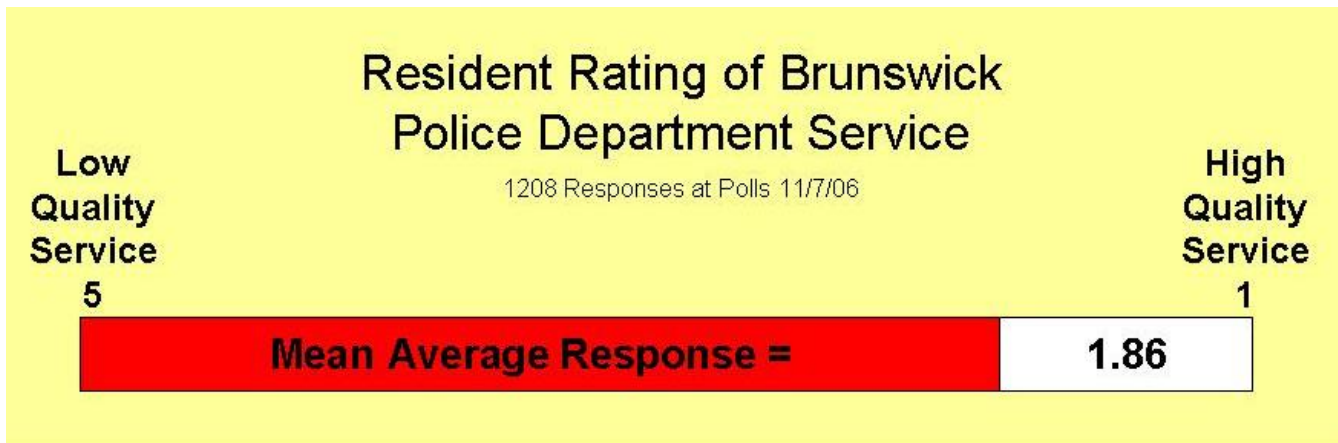 Resident Rating of Brunswick
Police Department Service
1208 Responses at Polls 11/7/06
Low
Quality
Service
5
High
Quality
Service
1
Mean Average Response =
1.86